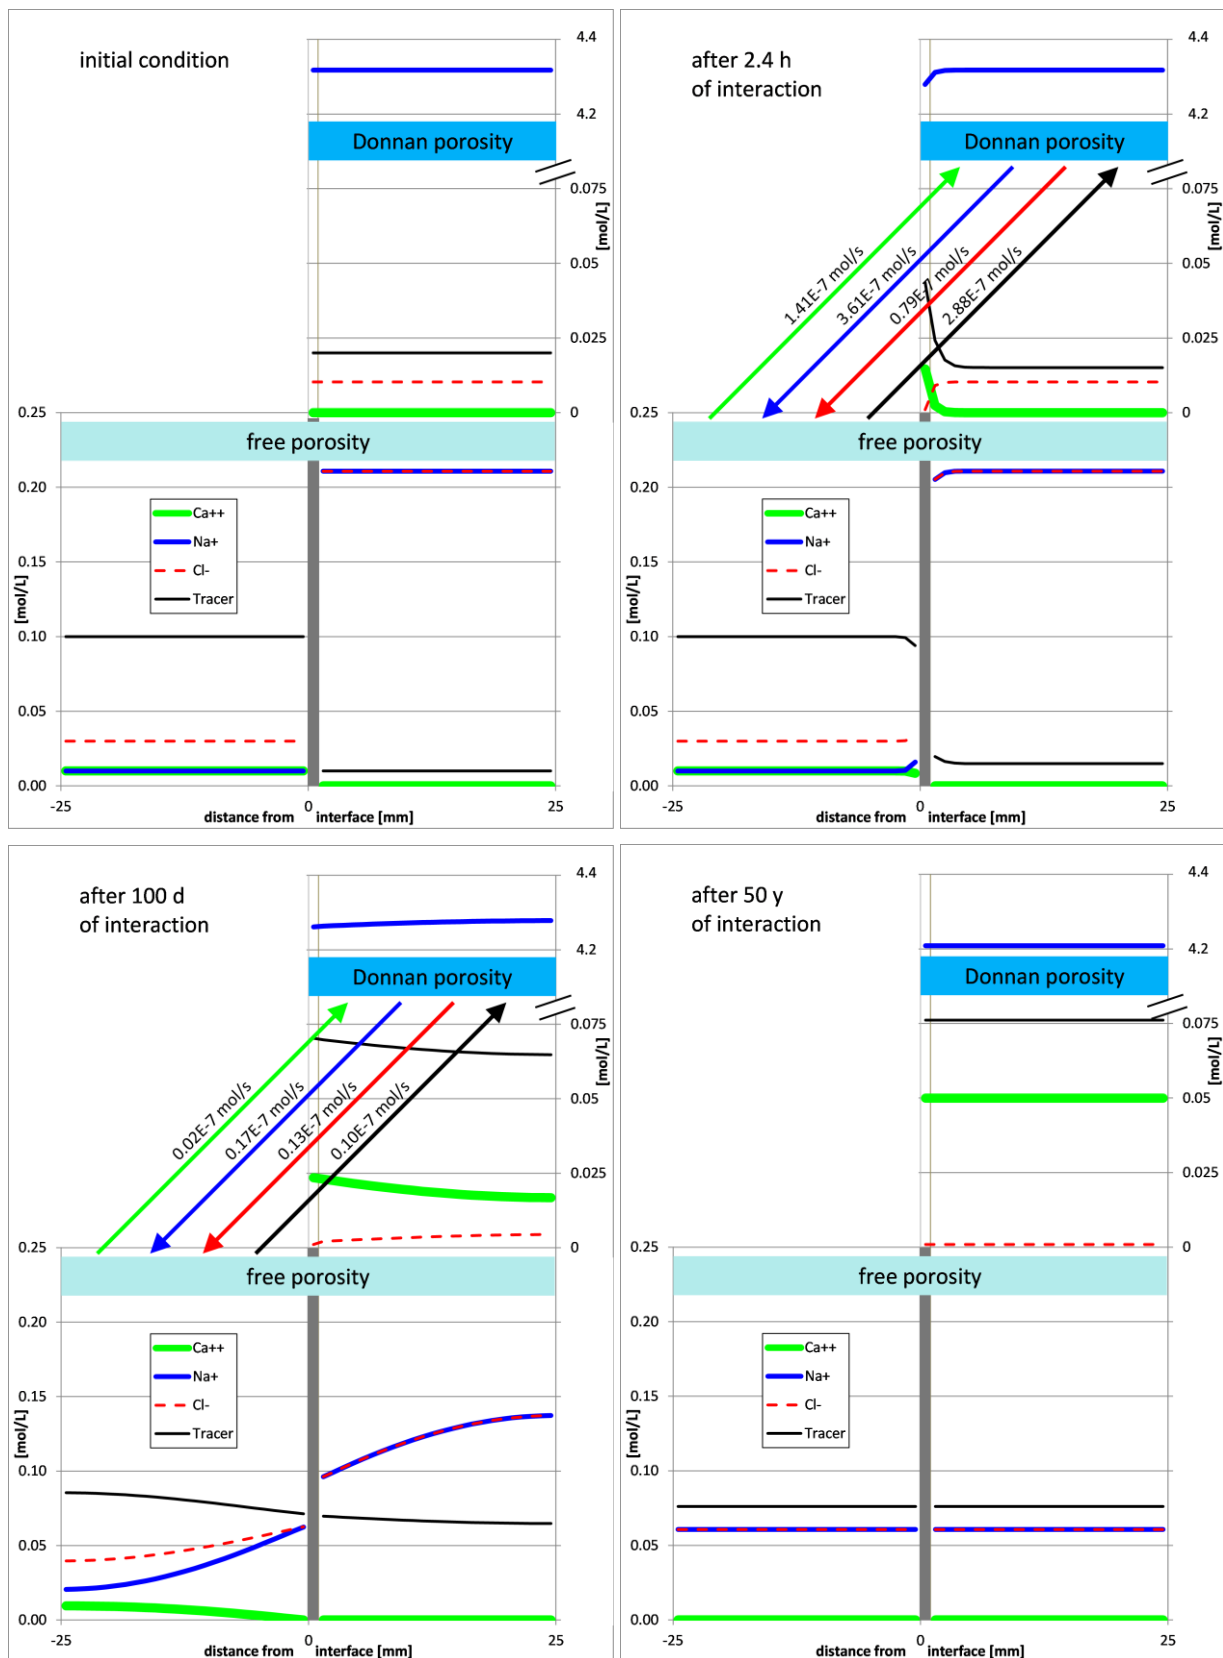 initial condition
4.4
4.2
Donnan porosity
0.075
[mol/L]
0.05
0.025
0
0.25
free porosity
0.20
Ca++
Na+
Cl-
Tracer
0.15
[mol/L]
0.10
0.05
0.00
-25
0
25
distance from interface [mm]
after 2.4 h
of interaction
4.4
4.2
Donnan porosity
0.075
[mol/L]
0.05
1.41E-7 mol/s
3.61E-7 mol/s
0.79E-7 mol/s
2.88E-7 mol/s
0.025
0
0.25
free porosity
0.20
Ca++
Na+
Cl-
Tracer
0.15
[mol/L]
0.10
0.05
0.00
-25
0
25
distance from interface [mm]
after 100 d
of interaction
4.4
4.2
Donnan porosity
0.075
[mol/L]
0.05
0.02E-7 mol/s
0.17E-7 mol/s
0.13E-7 mol/s
0.10E-7 mol/s
0.025
0
0.25
free porosity
0.20
Ca++
Na+
Cl-
Tracer
0.15
[mol/L]
0.10
0.05
0.00
-25
0
25
distance from interface [mm]
after 50 y
of interaction
4.4
4.2
Donnan porosity
0.075
[mol/L]
0.05
0.025
0
0.25
free porosity
0.20
Ca++
Na+
Cl-
Tracer
0.15
[mol/L]
0.10
0.05
0.00
-25
0
25
distance from interface [mm]